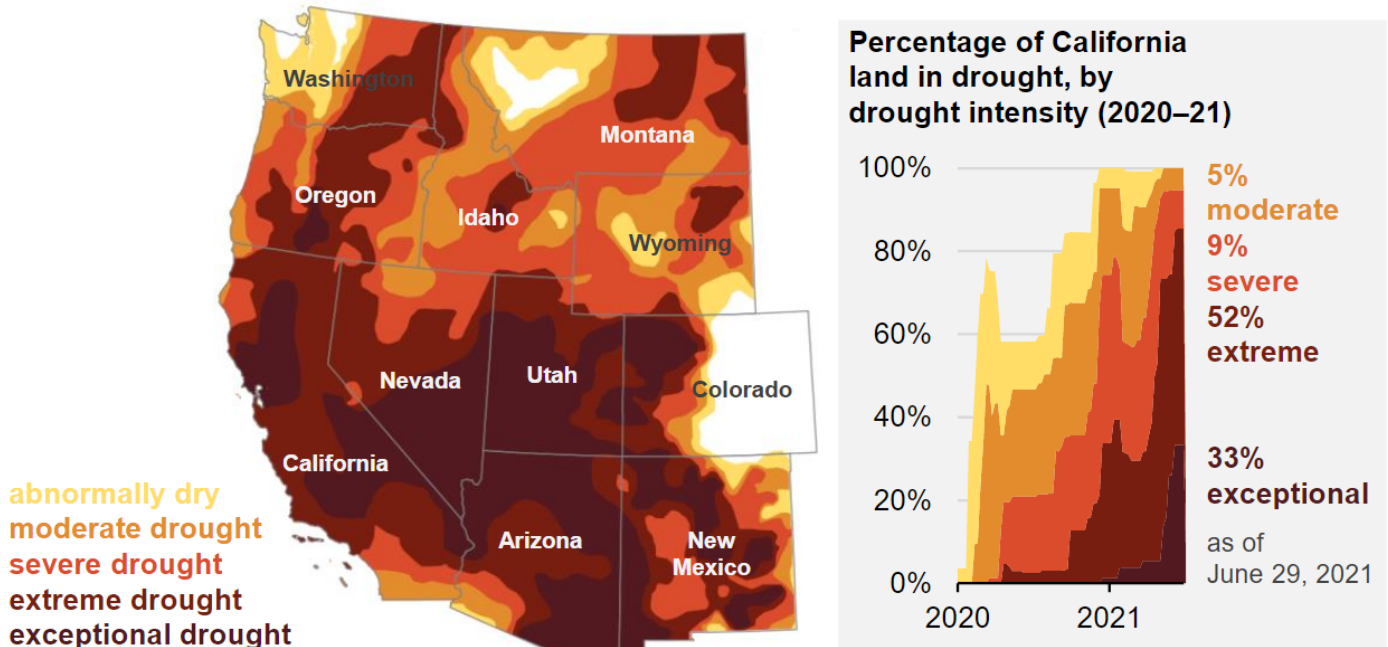 Washington
Montana
Oregon
Idaho
Wyoming
Nevada
Utah
Colorado
California
Arizona
New
Mexico
abnormally dry
moderate drought
severe drought
extreme drought
exceptional drought
Percentage of California
land in drought, by
drought intensity (2020–21)
100%
80%
60%
40%
20%
0%
2020
2021
5%
moderate
9%
severe
52%
extreme
33%
exceptional
as of
June 29, 2021